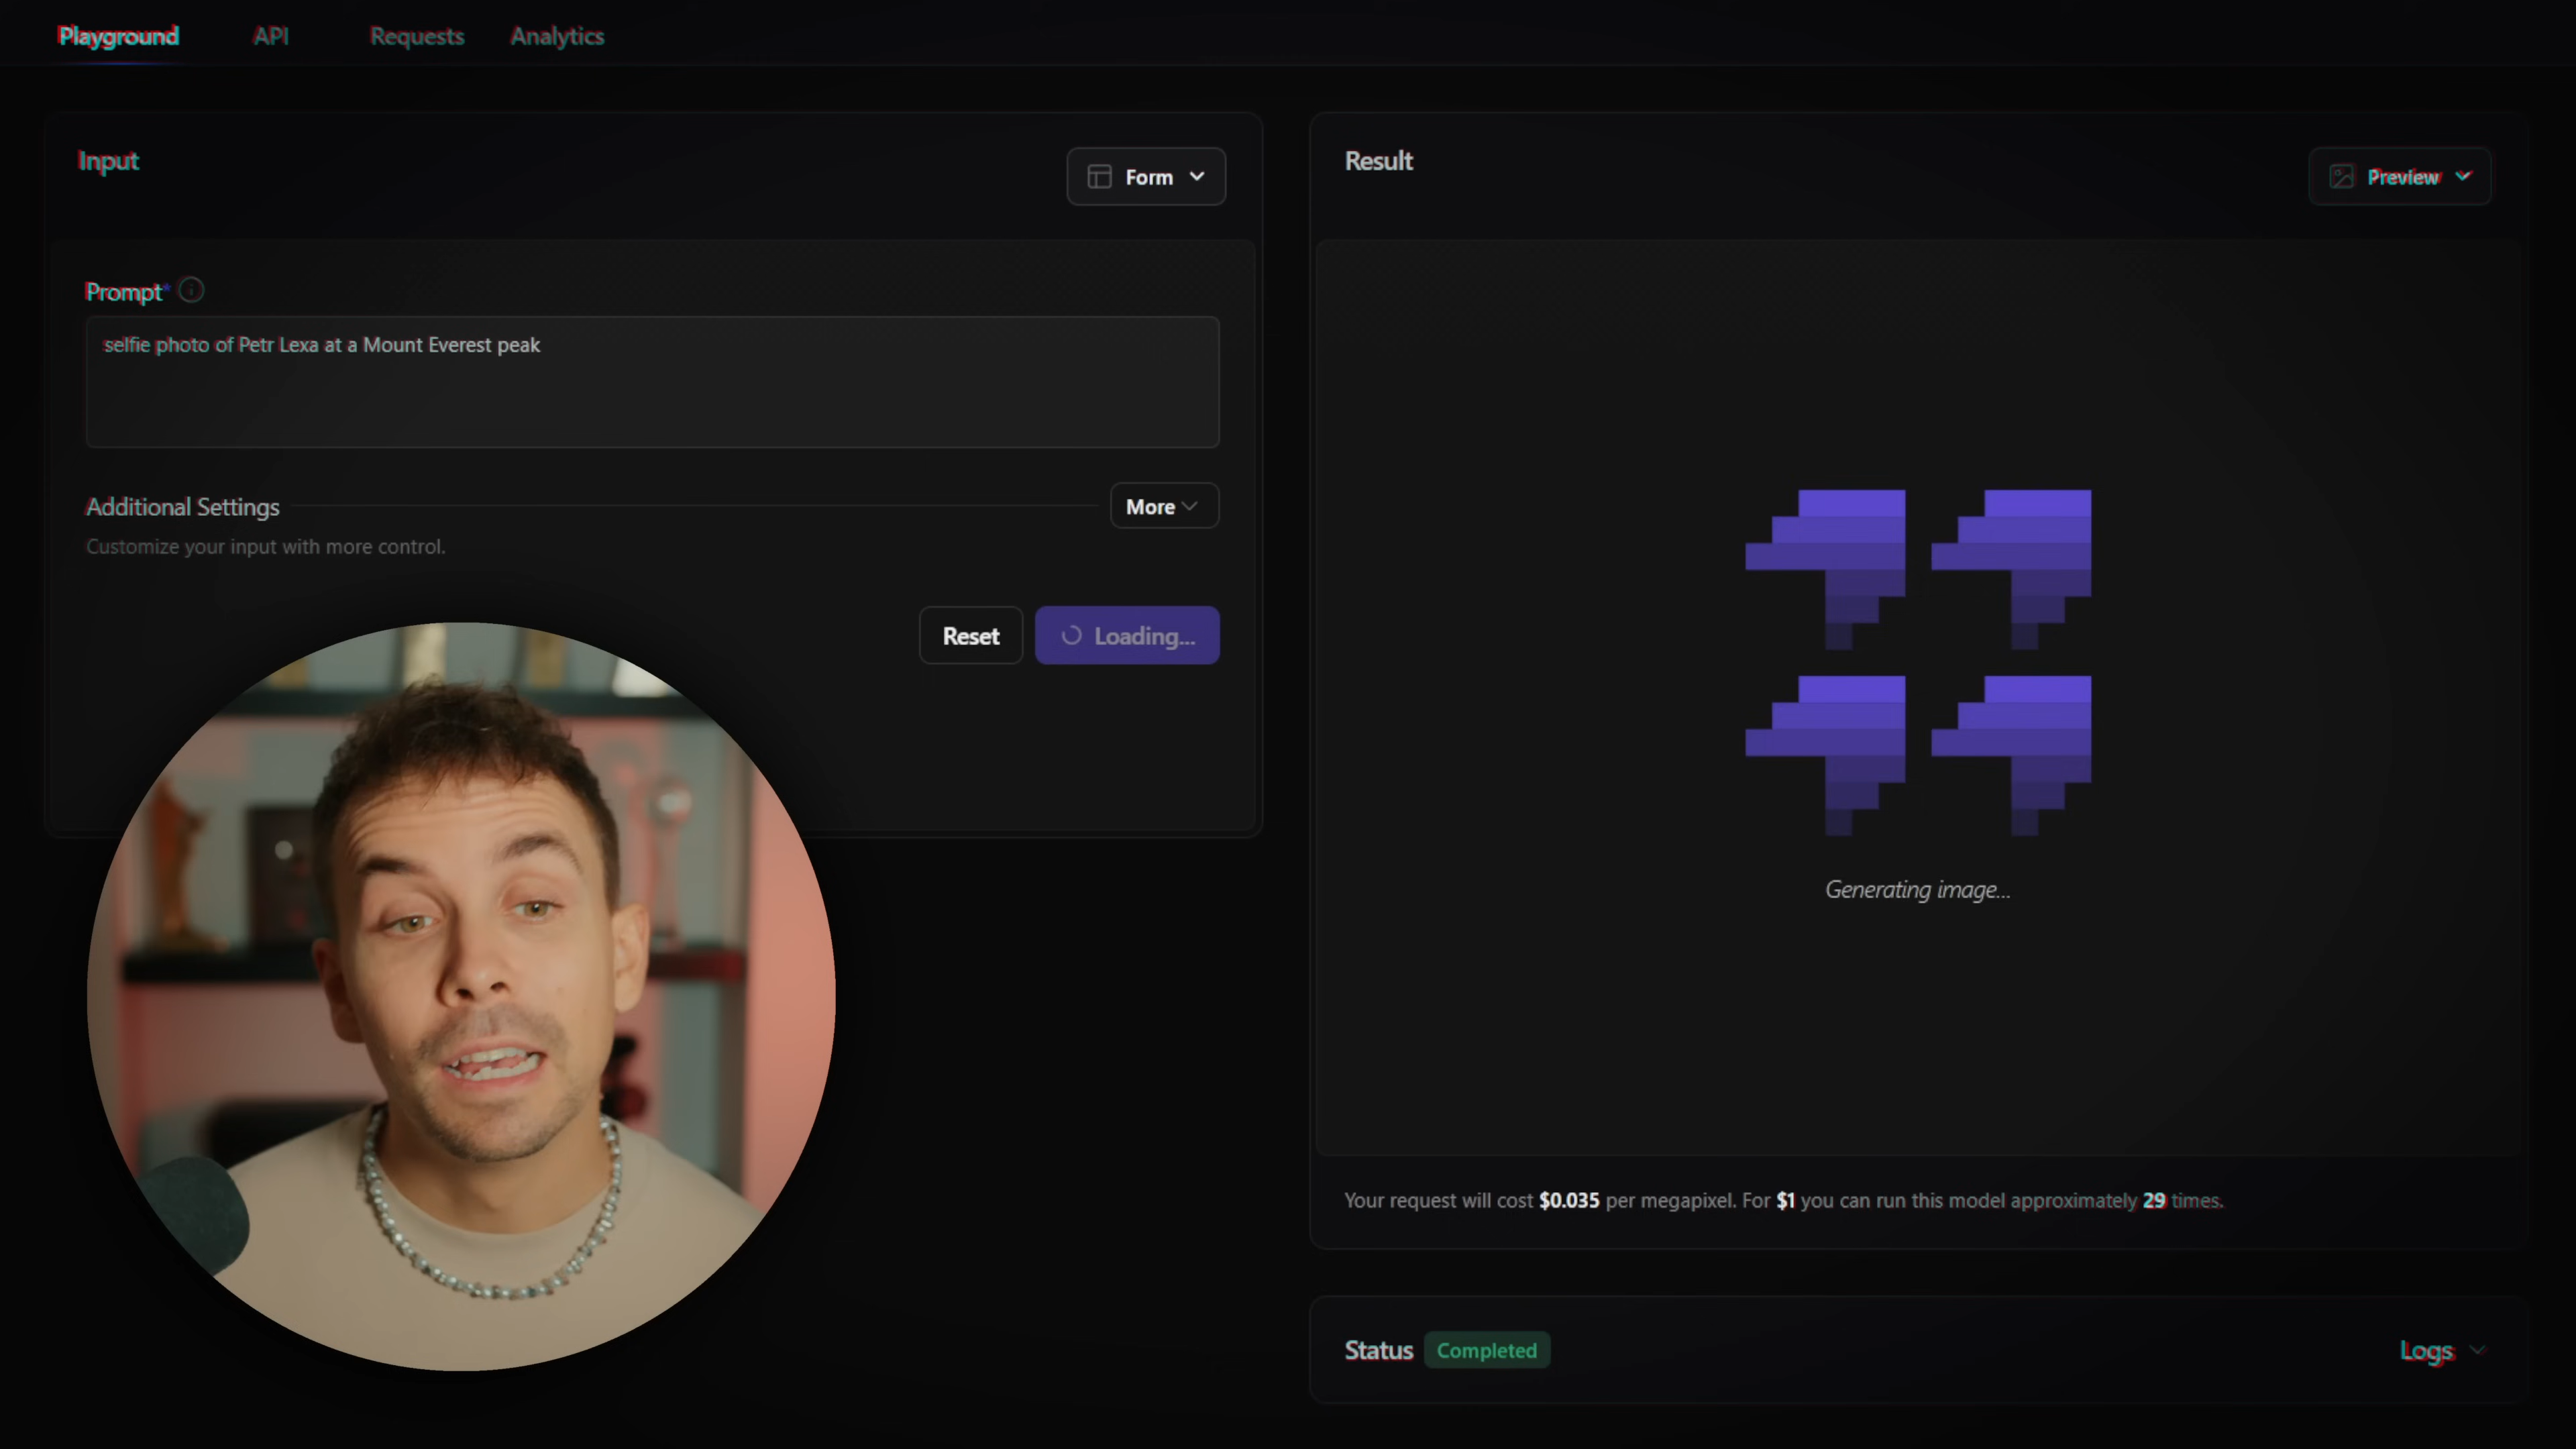 Playground API Requests Analytics
Input
Form
Prompt*
selfie photo of Petr Lexa at a Mount Everest peak
Additional Settings
More
Customize your input with more control.
Reset
Loading...
Result
Preview
Generating image...
Your request will cost $0.035 per megapixel. For $1 you can run this model approximately 29 times.
Status Completed
Logs